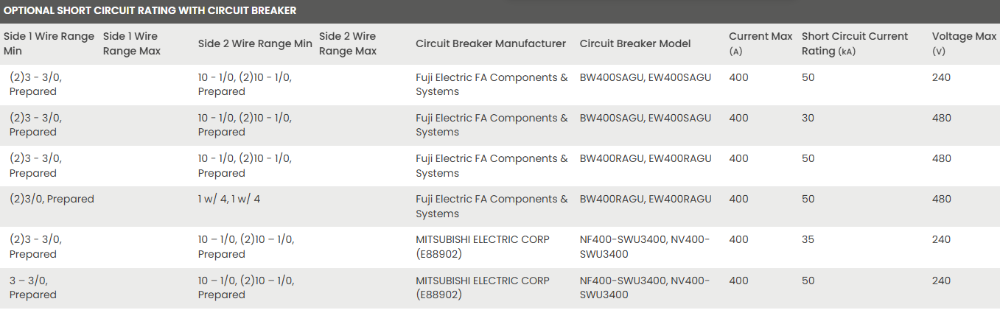 OPTIONAL SHORT CIRCUIT RATING WITH CIRCUIT BREAKER
Side 1 Wire Range Min Side 1 Wire Range Max Side 2 Wire Range Min Side 2 Wire Range Max Circuit Breaker Manufacturer Circuit Breaker Model Current Max (A) Short Circuit Current Rating (kA) Voltage Max (V)
(2)3 - 3/0, Prepared 10 - 1/0, (2)10 - 1/0, Prepared Fuji Electric FA Components & Systems BW400SAGU, EW400SAGU 400 50 240
(2)3 - 3/0, Prepared 10 - 1/0, (2)10 - 1/0, Prepared Fuji Electric FA Components & Systems BW400SAGU, EW400SAGU 400 30 480
(2)3 - 3/0, Prepared 10 - 1/0, (2)10 - 1/0, Prepared Fuji Electric FA Components & Systems BW400RAGU, EW400RAGU 400 50 480
(2)3/0, Prepared 1 w/ 4, 1 w/ 4 Fuji Electric FA Components & Systems BW400RAGU, EW400RAGU 400 50 480
(2)3 - 3/0, Prepared 10 – 1/0, (2)10 – 1/0, Prepared MITSUBISHI ELECTRIC CORP (E88902) NF400-SWU3400, NV400-SWU3400 400 35 240
3 – 3/0, Prepared 10 – 1/0, (2)10 – 1/0, Prepared MITSUBISHI ELECTRIC CORP (E88902) NF400-SWU3400, NV400-SWU3400 400 50 240